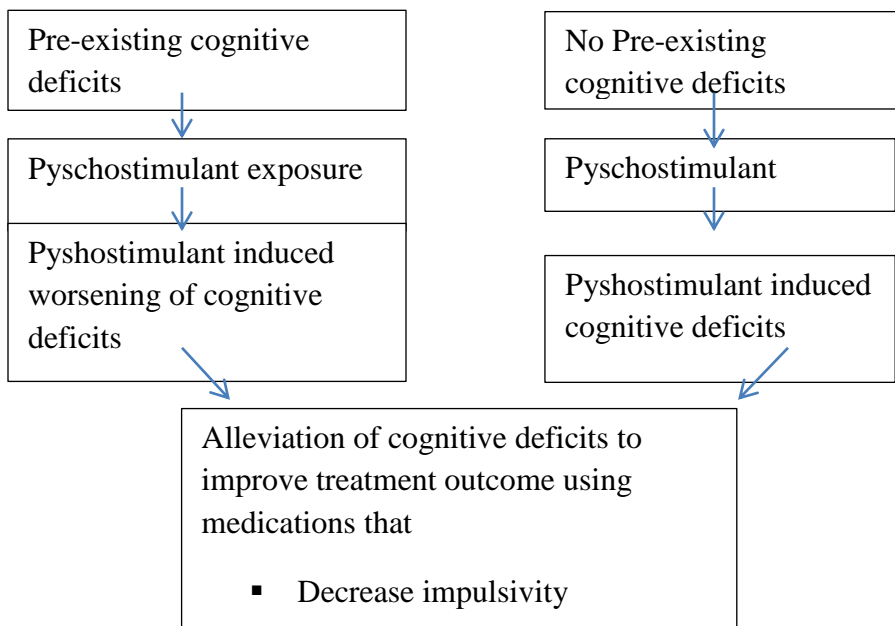 Pre-existing cognitive
deficits
Pyschostimulant exposure
Pyshostimulant induced
worsening of cognitive
deficits
No Pre-existing
cognitive deficits
Pyschostimulant
Pyshostimulant induced
cognitive deficits
Alleviation of cognitive deficits to
improve treatment outcome using
medications that
▪ Decrease impulsivity